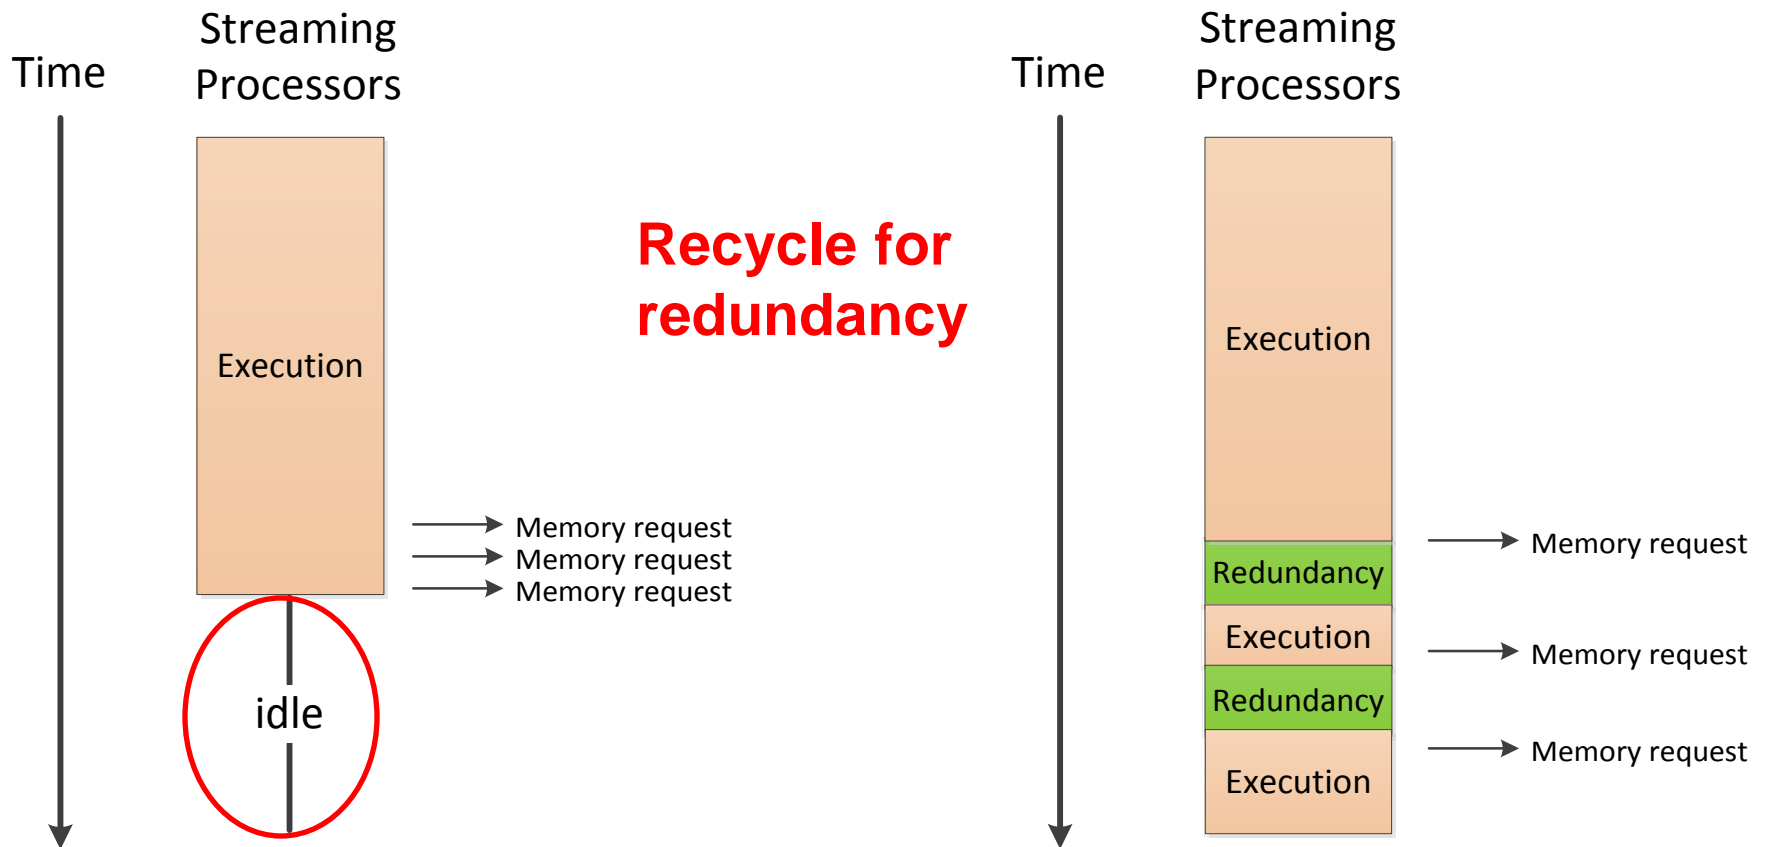 Time
Streaming
Processors
Execution
Memory request
Memory request
Memory request
idle
Recycle for
redundancy
Time
Streaming
Processors
Execution
Memory request
Redundancy
Execution
Memory request
Redundancy
Memory request
Execution